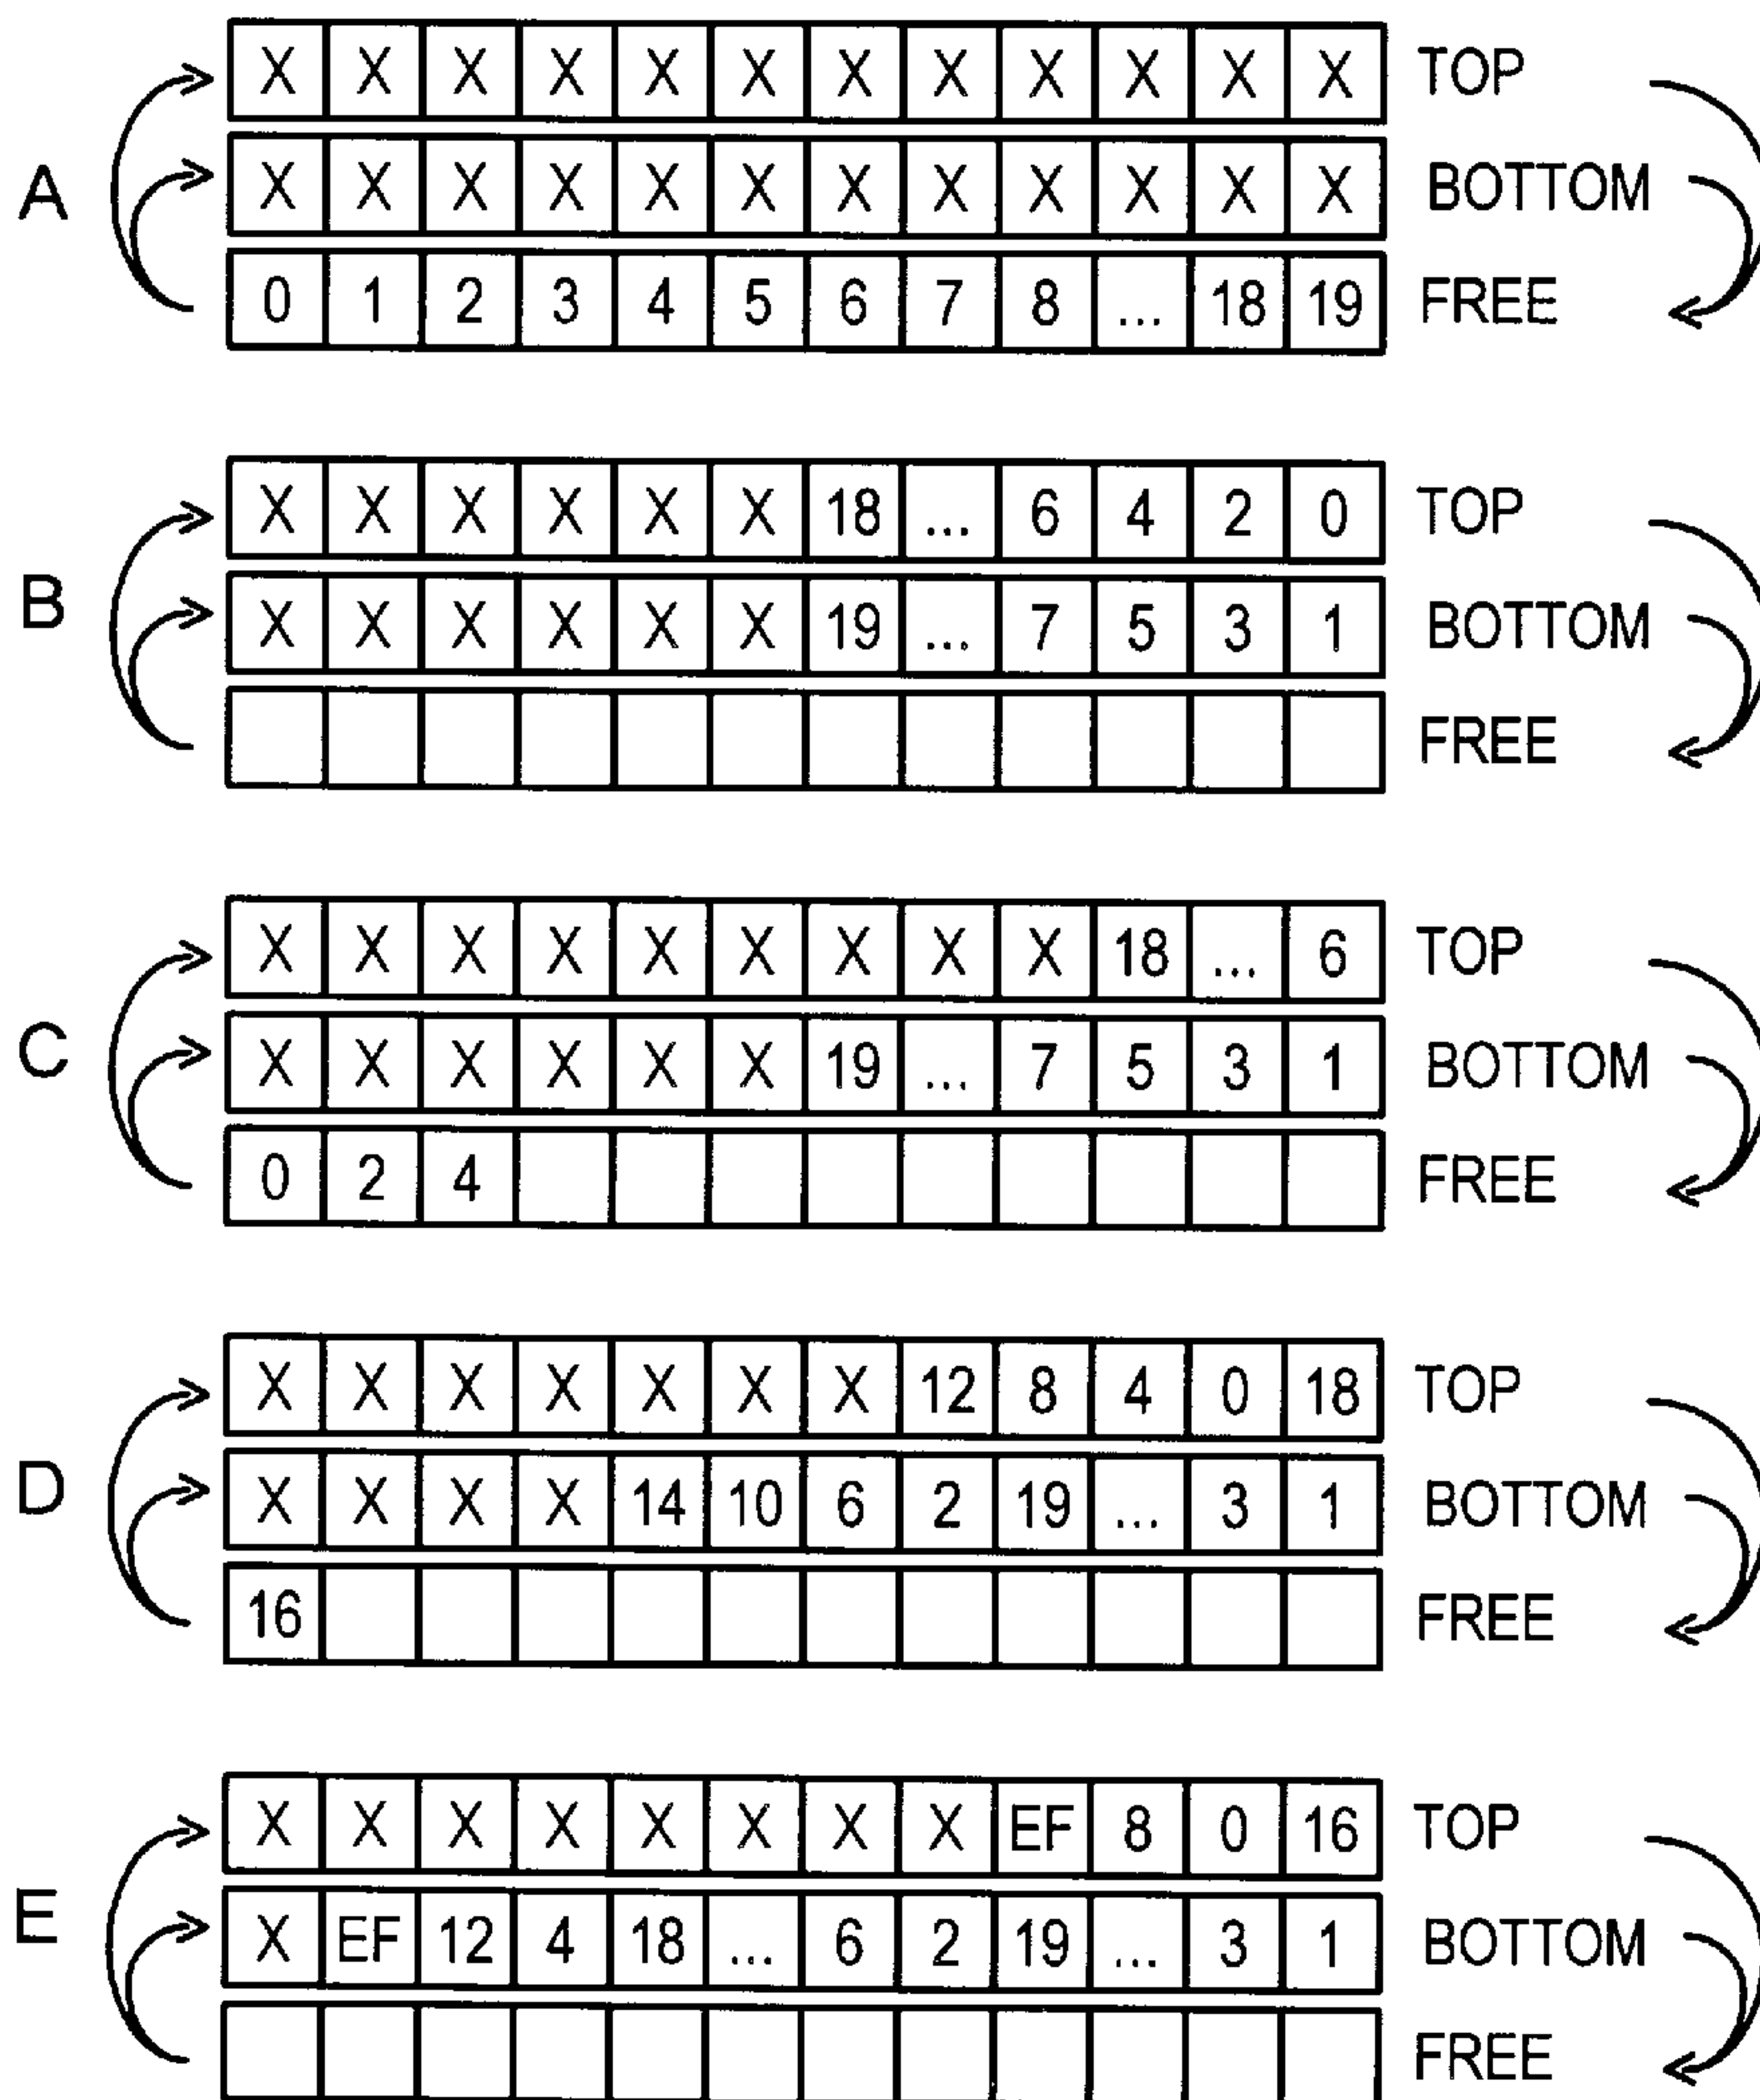 X X X X X X X X X X X X TOP
A X X X X X X X X X X X X BOTTOM
0 1 2 3 4 5 6 7 8 ... 18 19 FREE
X X X X X X 18 ... 6 4 2 0 TOP
B X X X X X X 19 ... 7 5 3 1 BOTTOM
FREE
X X X X X X X X X 18 ... 6 TOP
C X X X X X X 19 ... 7 5 3 1 BOTTOM
0 2 4 FREE
X X X X X X X 12 8 4 0 18 TOP
D X X X X 14 10 6 2 19 ... 3 1 BOTTOM
16 FREE
X X X X X X X X EF 8 0 16 TOP
E X EF 12 4 18 ... 6 2 19 ... 3 1 BOTTOM
FREE